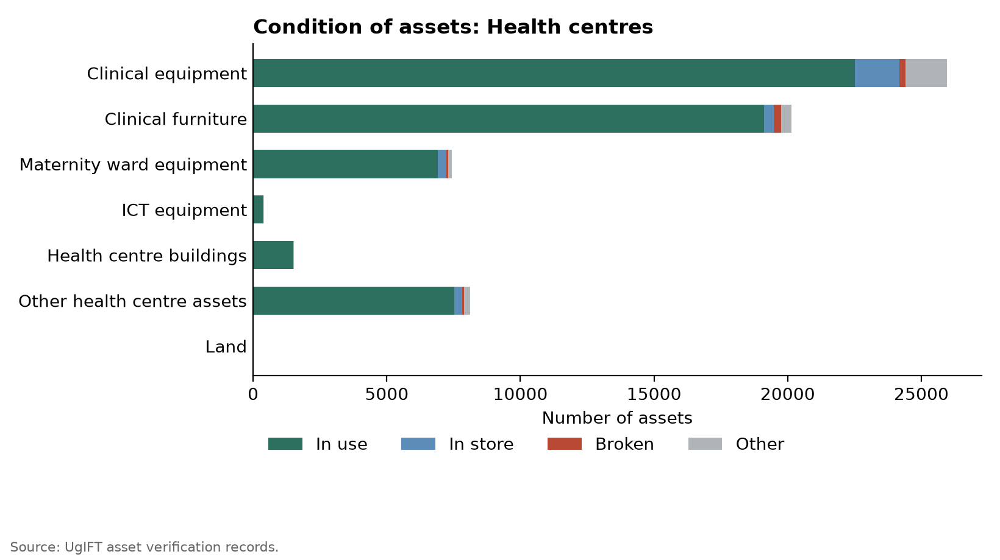 Condition of assets: Health centres
Clinical equipment
Clinical furniture
Maternity ward equipment
ICT equipment
Health centre buildings
Other health centre assets
Land
0 5000 10000 15000 20000 25000
Number of assets
In use In store Broken Other
Source: UgIFT asset verification records.